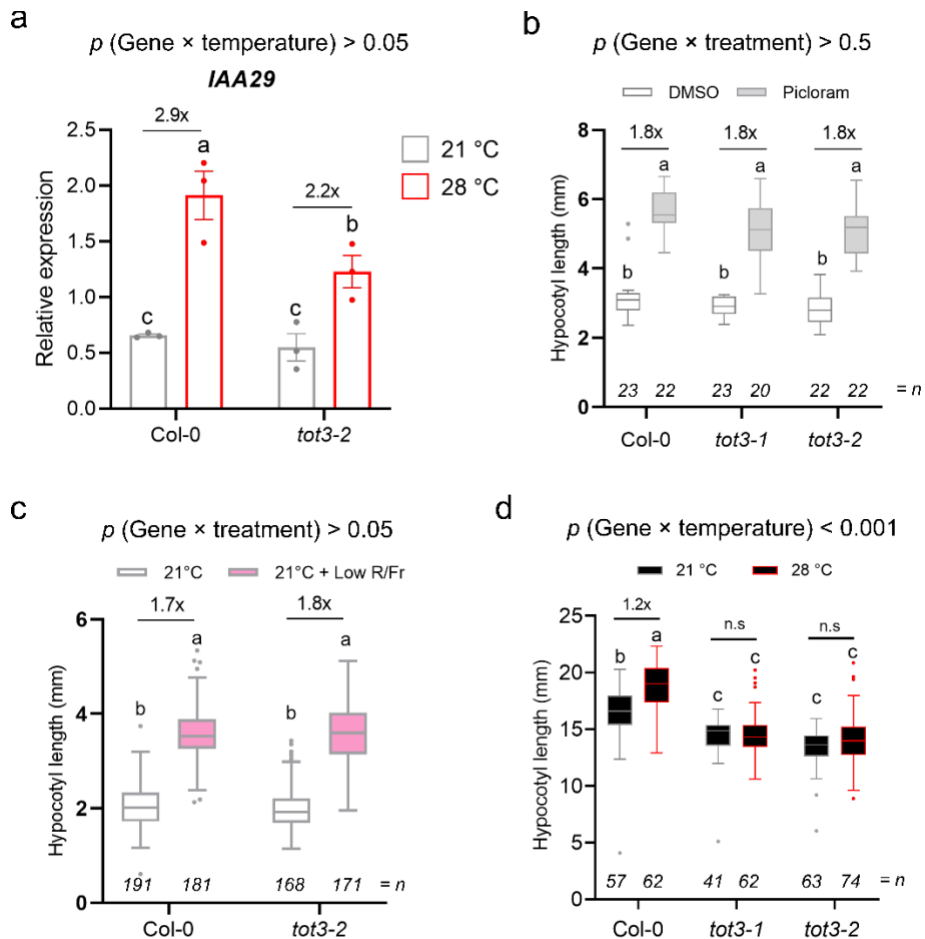 a
p (Gene × temperature) > 0.05
IAA29
2.9x
a
2.2x
b
c
c
21 °C
28 °C
Relative expression
2.5
2.0
1.5
1.0
0.5
0.0
Col-0
tot3-2
b
p (Gene × treatment) > 0.5
DMSO
Picloram
1.8x
1.8x
1.8x
a
a
a
b
b
b
Hypocotyl length (mm)
8
6
4
2
0
23 22 23 20 22 22 = n
Col-0
tot3-1
tot3-2
c
p (Gene × treatment) > 0.05
21°C
21°C + Low R/Fr
1.7x
1.8x
a
a
b
b
Hypocotyl length (mm)
6
4
2
0
191 181 168 171 = n
Col-0
tot3-2
d
p (Gene × temperature) < 0.001
21 °C
28 °C
1.2x
n.s
n.s
b
a
c
c
c
c
Hypocotyl length (mm)
25
20
15
10
5
0
57 62 41 62 63 74 = n
Col-0
tot3-1
tot3-2